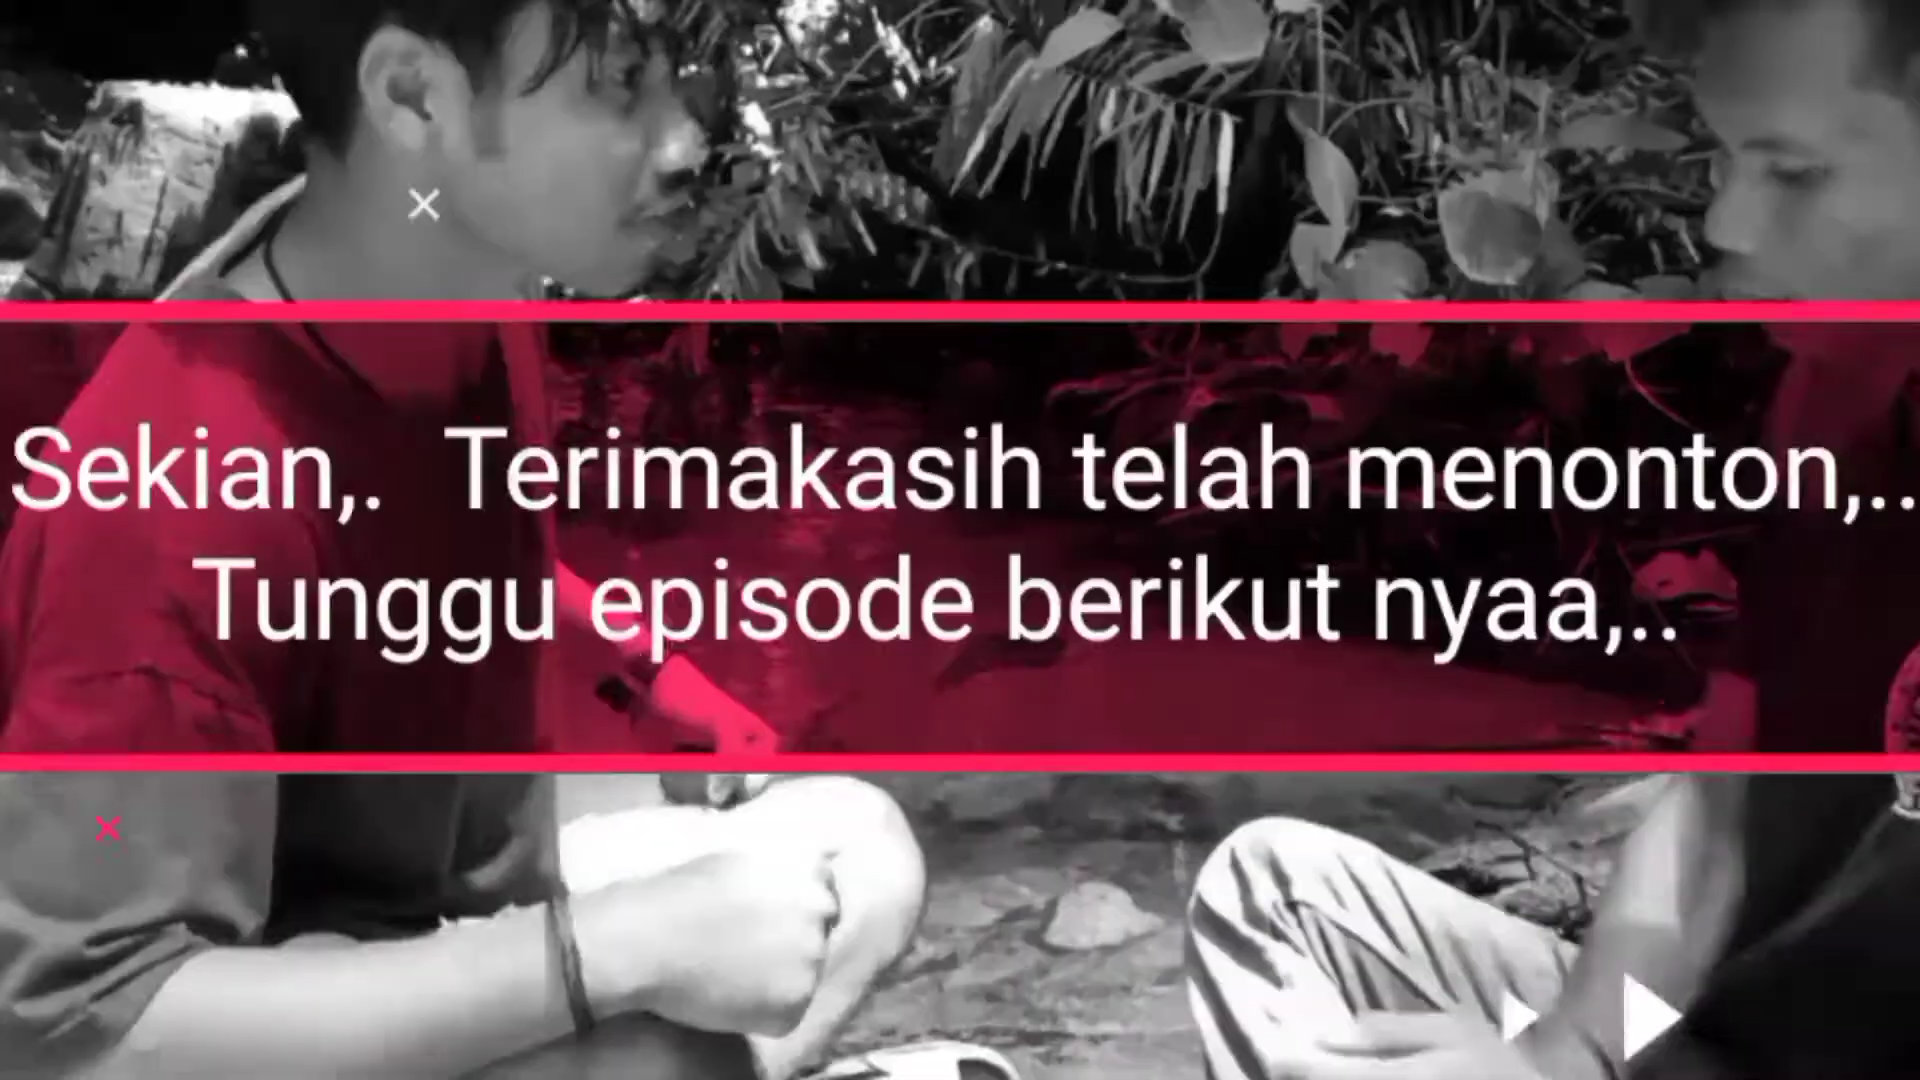 Sekian,.  Terimakasih telah menonton,..
Tunggu episode berikut nyaa,..